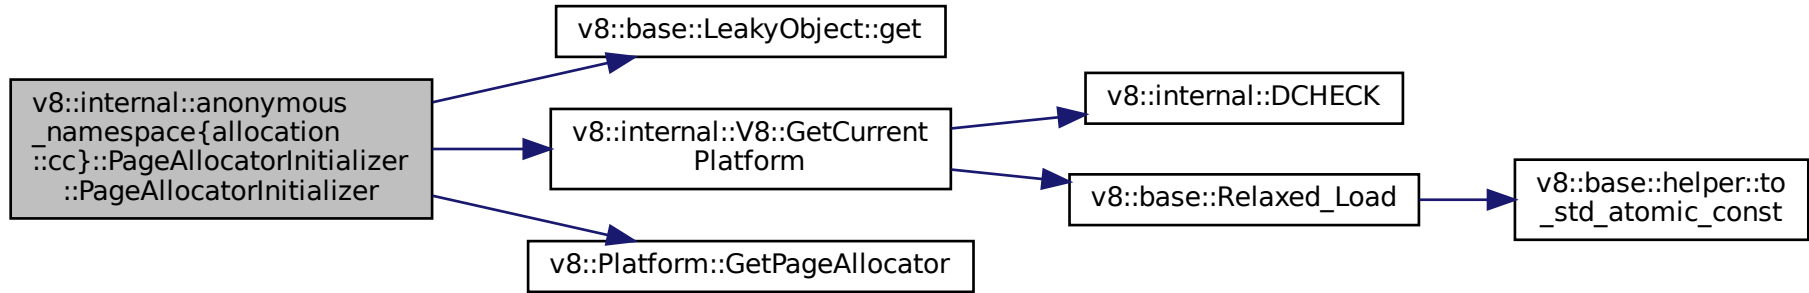 v8::internal::anonymous
_namespace{allocation
::cc}::PageAllocatorInitializer
::PageAllocatorInitializer
v8::base::LeakyObject::get
v8::internal::V8::GetCurrent
Platform
v8::Platform::GetPageAllocator
v8::internal::DCHECK
v8::base::Relaxed_Load
v8::base::helper::to
_std_atomic_const